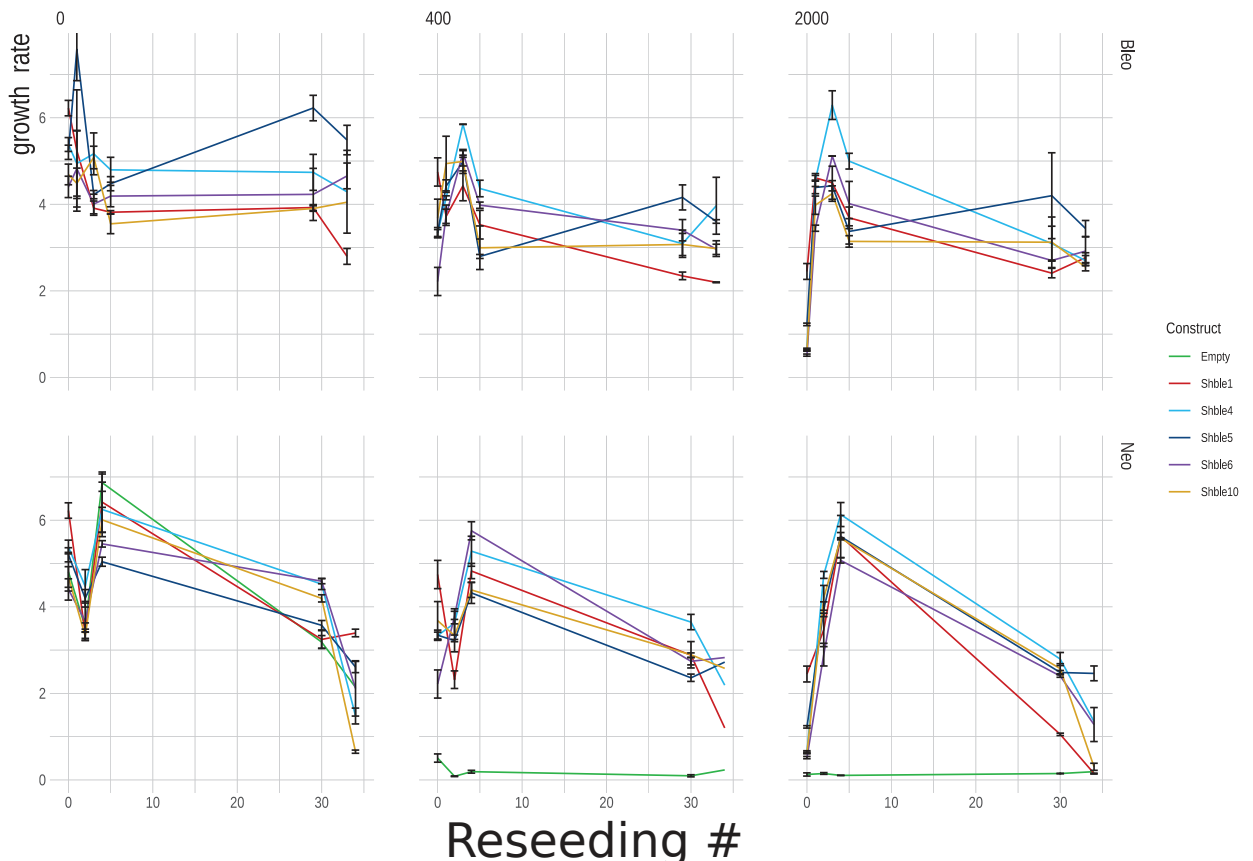 0 400 2000
growth rate
Bleo
6
4
2
0
Construct
Empty
Shble1
Shble4
Shble5
Shble6
Shble10
Neo
6
4
2
0
0 10 20 30 0 10 20 30 0 10 20 30
Reseeding #